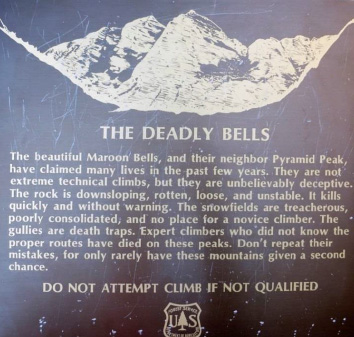 THE DEADLY BELLS
The beautiful Maroon Bells, and their neighbor Pyramid Peak,
have claimed many lives in the past few years. They are not
extreme technical climbs, but they are unbelievably deceptive.
The rock is downsloping, rotten, loose, and unstable. It kills
quickly and without warning. The snowfields are treacherous,
poorly consolidated, and no place for a novice climber. The
gullies are death traps. Expert climbers who did not know the
proper routes have died on these peaks. Don't repeat their
mistakes, for only rarely have these mountains given a second
chance.
DO NOT ATTEMPT CLIMB IF NOT QUALIFIED
FOREST SERVICE
U S
DEPARTMENT OF AGRICULTURE